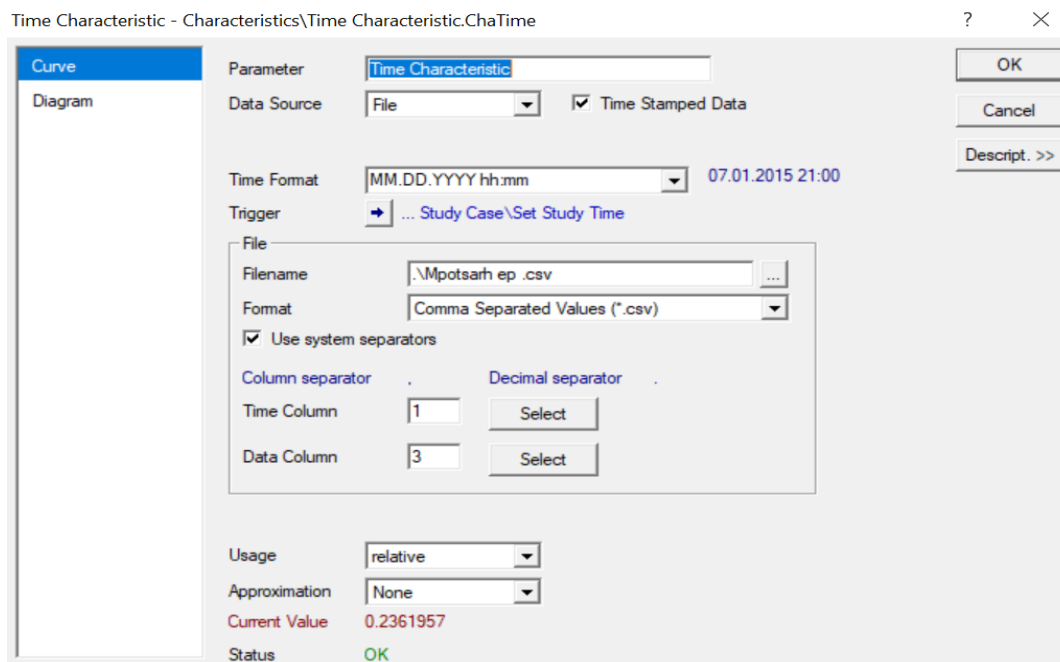 Time Characteristic - Characteristics\Time Characteristic.ChaTime ?
Curve
Diagram
Parameter Time Characteristic
Data Source File Time Stamped Data
Time Format MM.DD.YYYY hh:mm 07.01.2015 21:00
Trigger ... Study Case\Set Study Time
File
Filename .\Mpotsarh ep .csv ...
Format Comma Separated Values (*.csv)
Use system separators
Column separator , Decimal separator .
Time Column 1 Select
Data Column 3 Select
Usage relative
Approximation None
Current Value 0.2361957
Status OK
OK
Cancel
Descript. >>